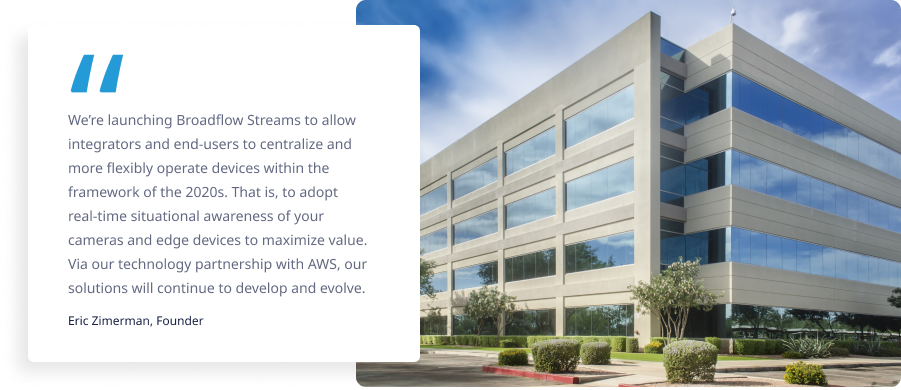 “
We’re launching Broadflow Streams to allow
integrators and end-users to centralize and
more flexibly operate devices within the
framework of the 2020s. That is, to adopt
real-time situational awareness of your
cameras and edge devices to maximize value.
Via our technology partnership with AWS, our
solutions will continue to develop and evolve.
Eric Zimerman, Founder